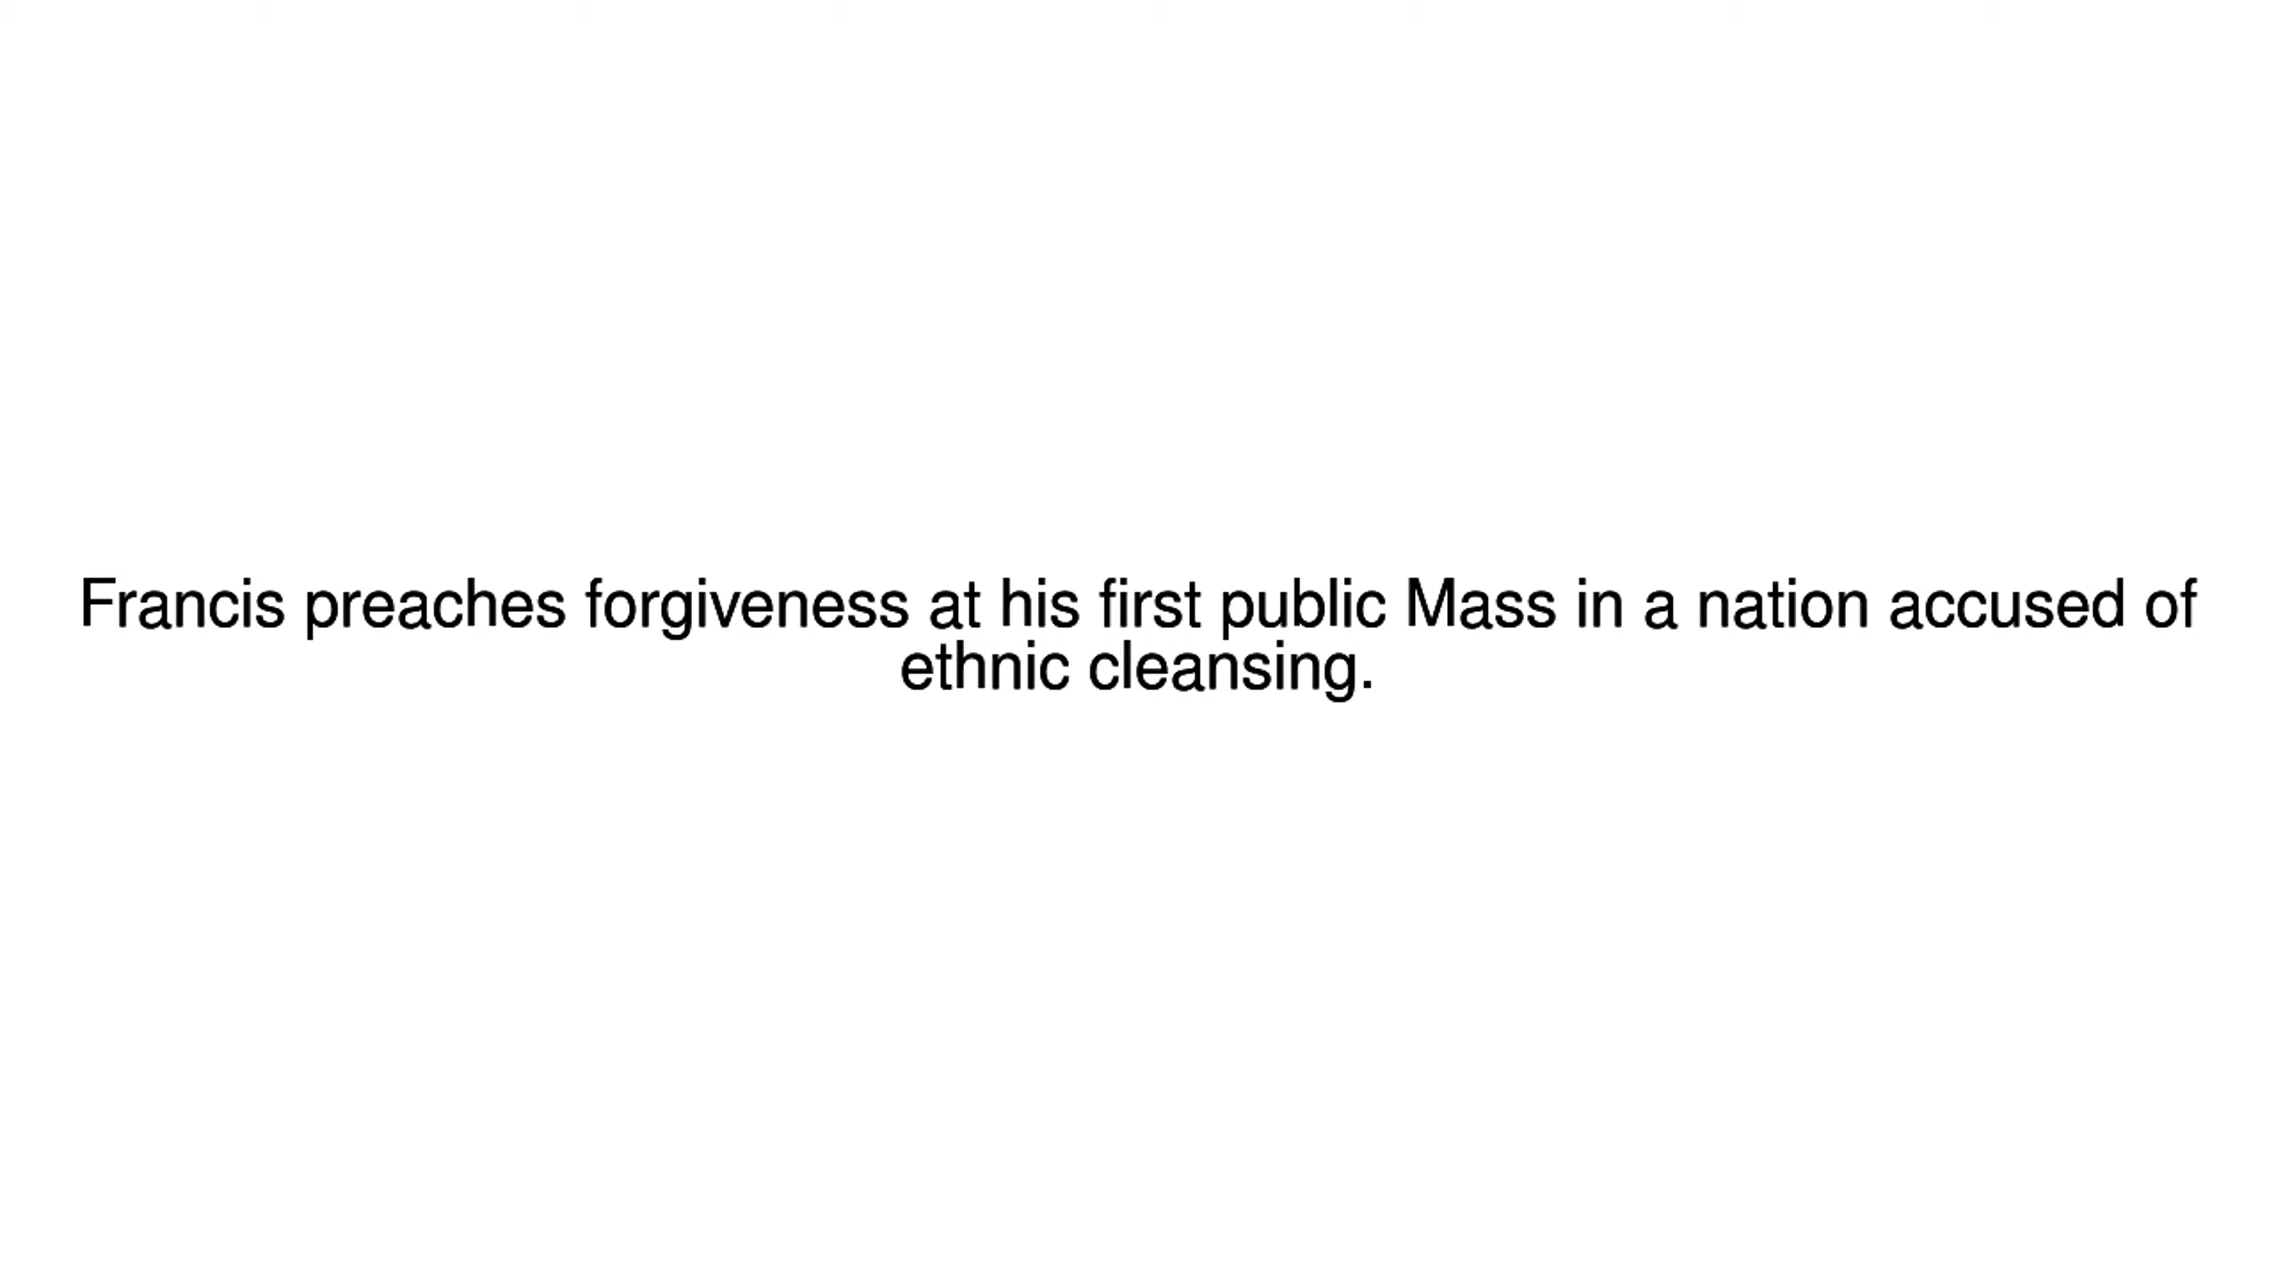 Francis preaches forgiveness at his first public Mass in a nation accused of
ethnic cleansing.